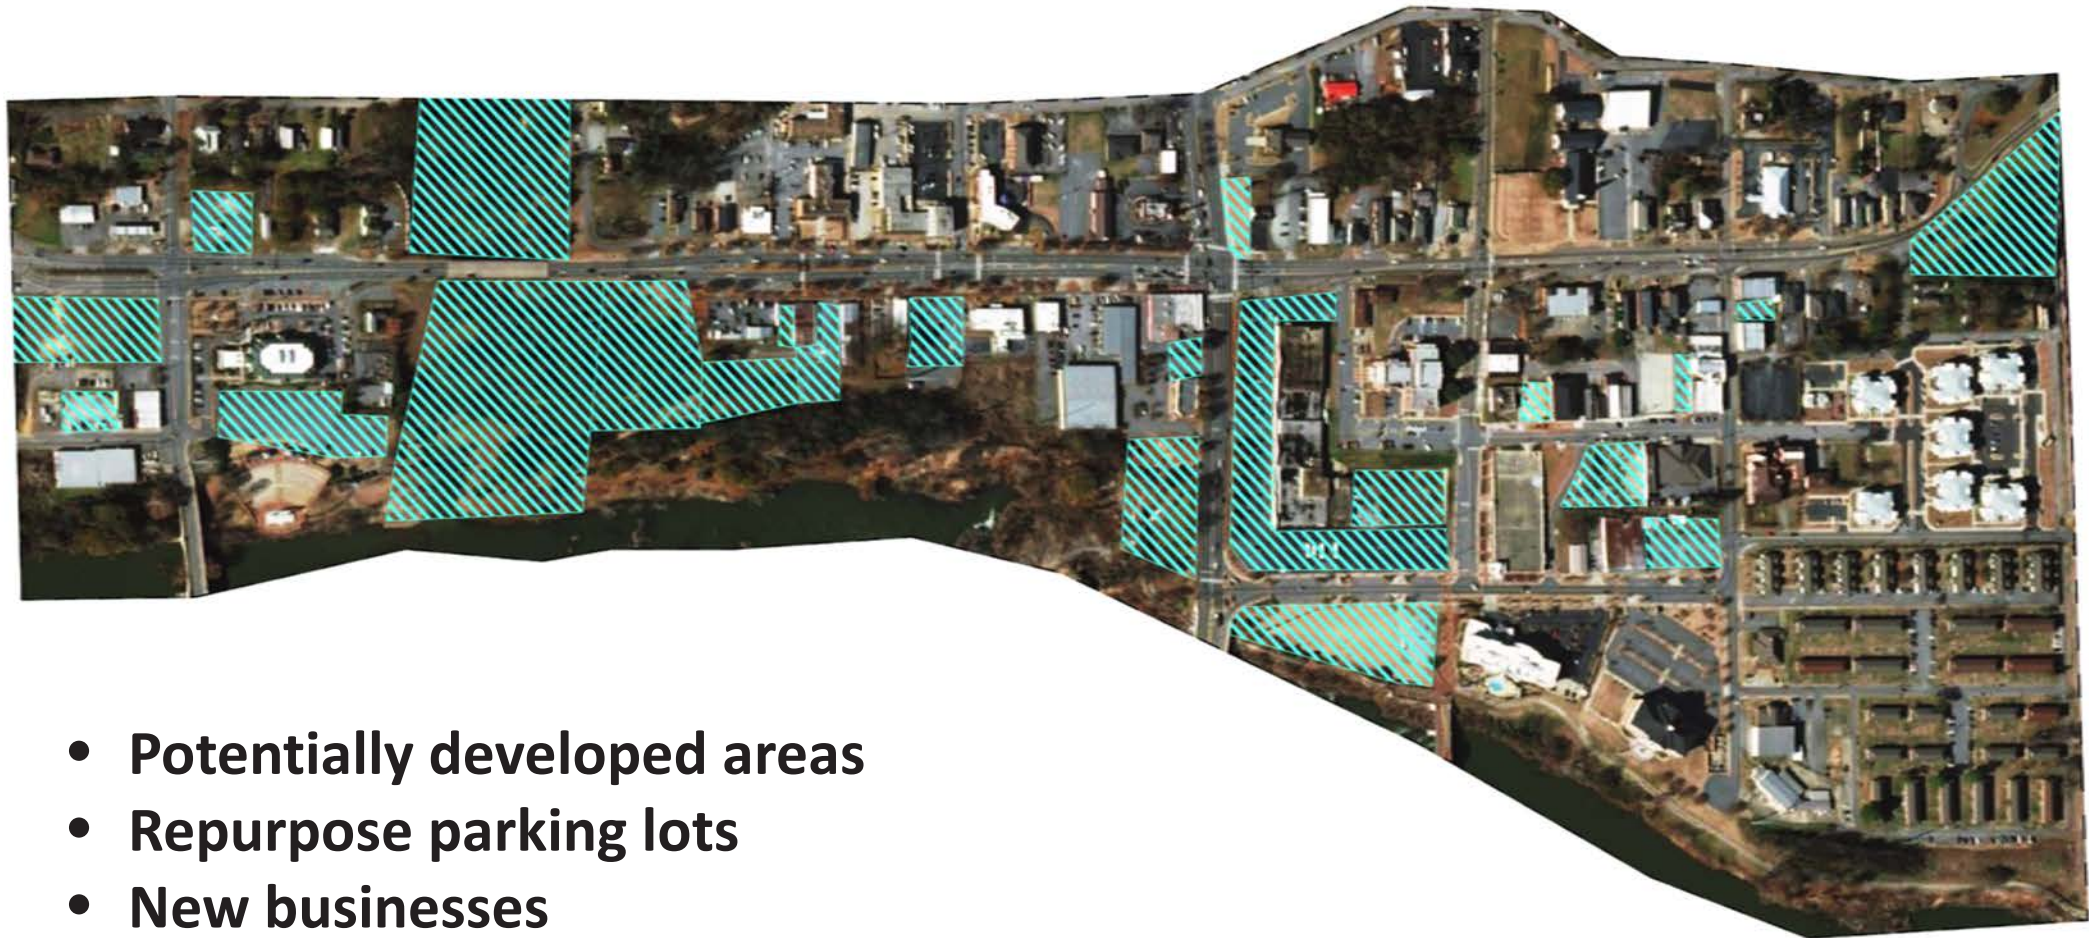 • Potentially developed areas
• Repurpose parking lots
• New businesses